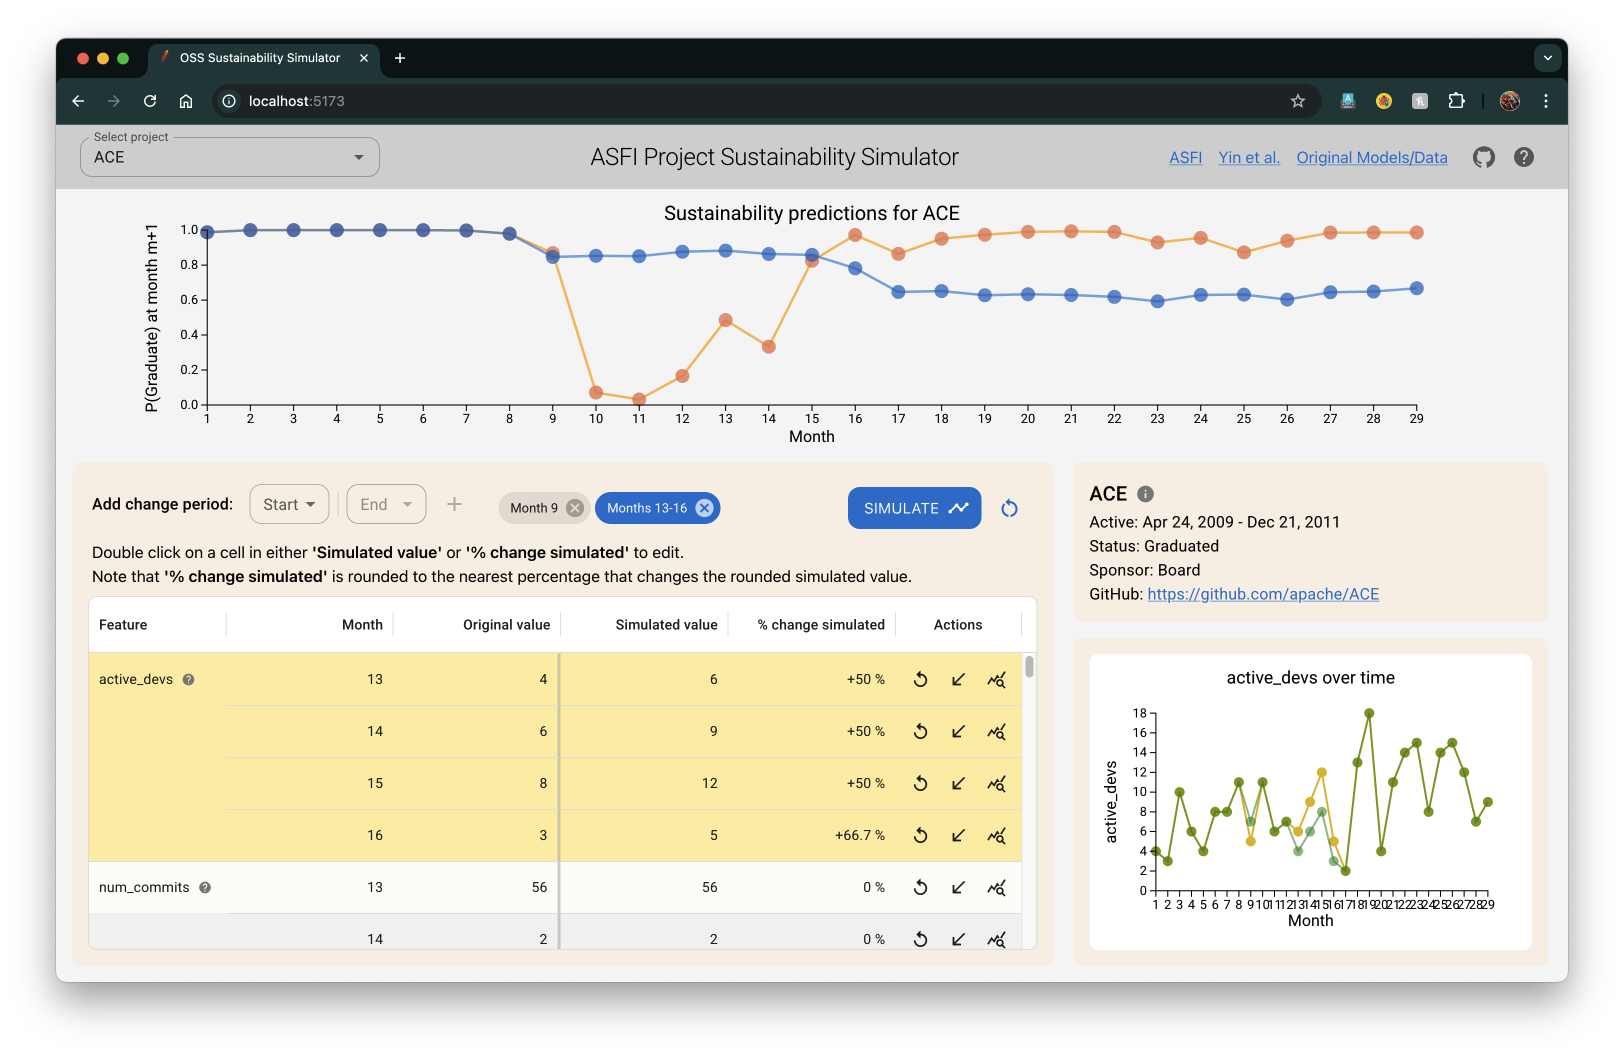 OSS Sustainability Simulator
localhost:5173
Select project
ACE
ASFI Project Sustainability Simulator
ASFI Yin et al. Original Models/Data
Sustainability predictions for ACE
P(Graduate) at month m+1
1.0
0.8
0.6
0.4
0.2
0.0
1 2 3 4 5 6 7 8 9 10 11 12 13 14 15 16 17 18 19 20 21 22 23 24 25 26 27 28 29
Month
Add change period: Start End Month 9 Months 13-16 SIMULATE
Double click on a cell in either 'Simulated value' or '% change simulated' to edit.
Note that '% change simulated' is rounded to the nearest percentage that changes the rounded simulated value.
Feature Month Original value Simulated value % change simulated Actions
active_devs 13 4 6 +50 %
14 6 9 +50 %
15 8 12 +50 %
16 3 5 +66.7 %
num_commits 13 56 56 0 %
14 2 2 0 %
ACE
Active: Apr 24, 2009 - Dec 21, 2011
Status: Graduated
Sponsor: Board
GitHub: https://github.com/apache/ACE
active_devs over time
active_devs
18
16
14
12
10
8
6
4
2
0
1 2 3 4 5 6 7 8 9 10 11 12 13 14 15 16 17 18 19 20 21 22 23 24 25 26 27 28 29
Month